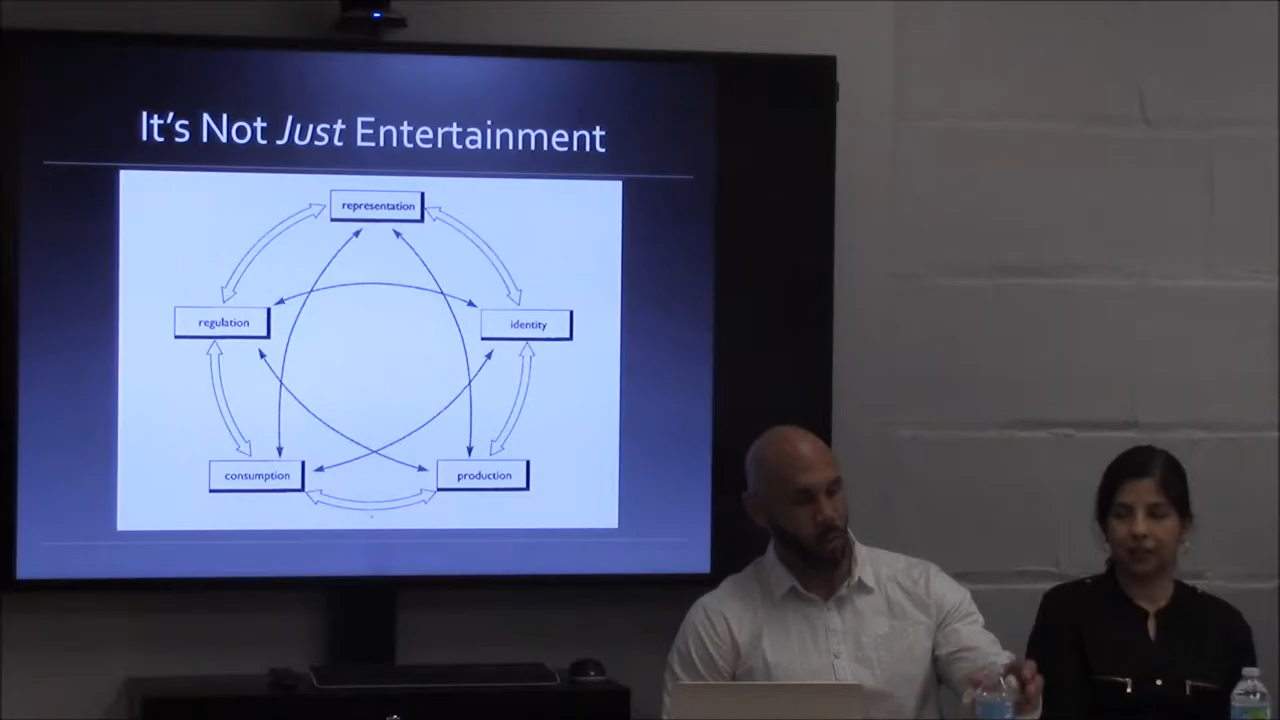 It's Not Just Entertainment
representation
regulation
identity
consumption
production